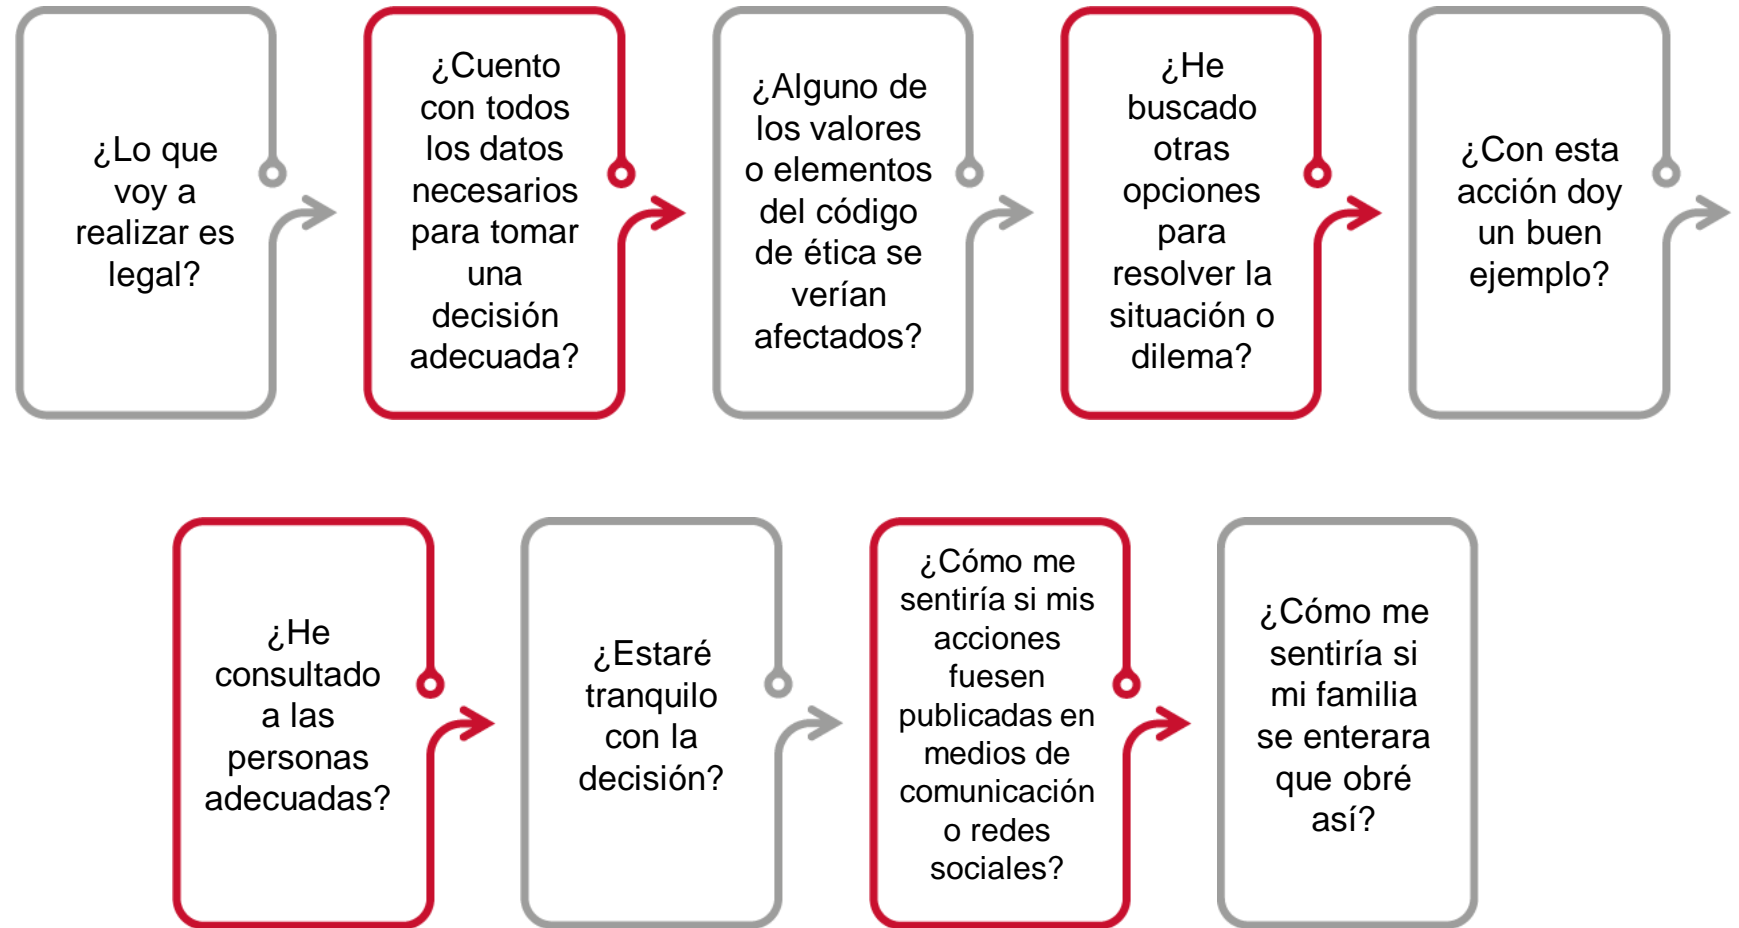 ¿Lo que
voy a
realizar es
legal?
¿Cuento
con todos
los datos
necesarios
para tomar
una
decisión
adecuada?
¿Alguno de
los valores
o elementos
del código
de ética se
verían
afectados?
¿He
buscado
otras
opciones
para
resolver la
situación o
dilema?
¿Con esta
acción doy
un buen
ejemplo?
¿He
consultado
a las
personas
adecuadas?
¿Estaré
tranquilo
con la
decisión?
¿Cómo me
sentiría si mis
acciones
fuesen
publicadas en
medios de
comunicación
o redes
sociales?
¿Cómo me
sentiría si
mi familia
se enterara
que obré
así?